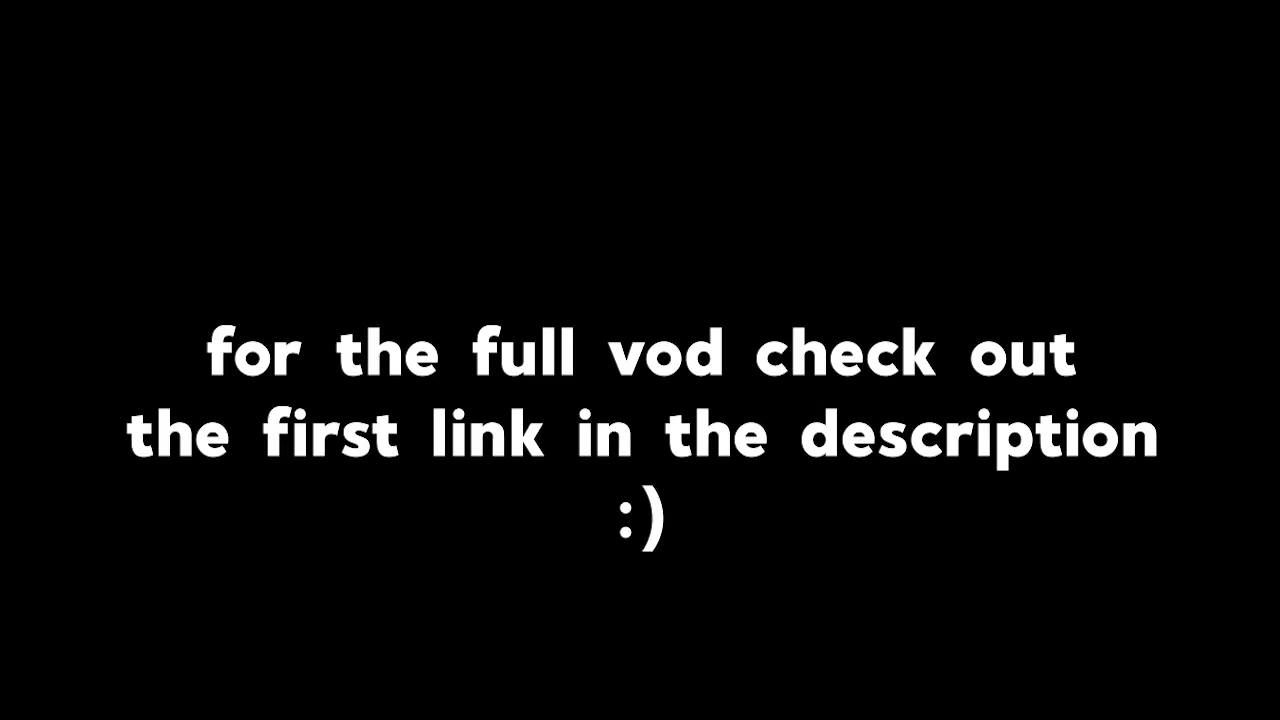 for the full vod check out
the first link in the description
:)